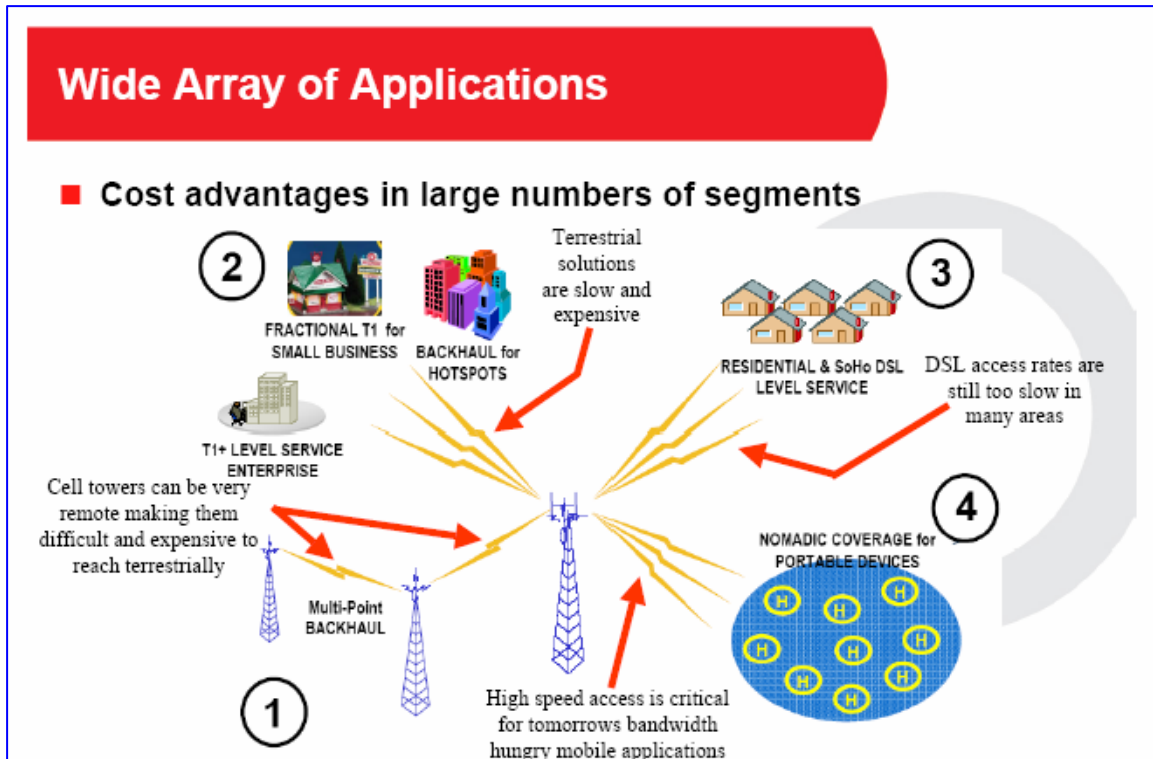 Wide Array of Applications
Cost advantages in large numbers of segments
2
FRACTIONAL T1 for
SMALL BUSINESS
BACKHAUL for
HOTSPOTS
Terrestrial
solutions
are slow and
expensive
3
RESIDENTIAL & SoHo DSL
LEVEL SERVICE
DSL access rates are
still too slow in
many areas
T1+ LEVEL SERVICE
ENTERPRISE
Cell towers can be very
remote making them
difficult and expensive to
reach terrestrially
Multi-Point
BACKHAUL
1
4
NOMADIC COVERAGE for
PORTABLE DEVICES
H
H
H
H
H
H
H
H
H
High speed access is critical
for tomorrows bandwidth
hungry mobile applications